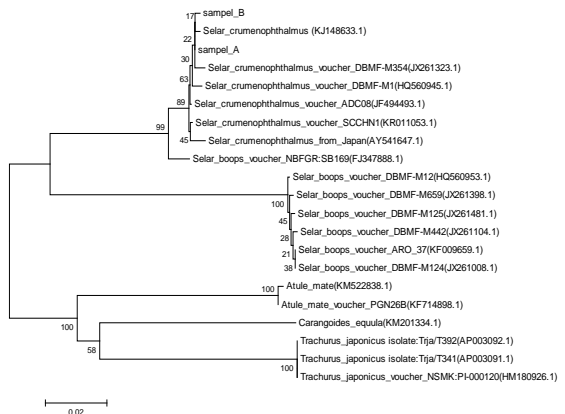 sampel_B
17
Selar_crumenophthalmus (KJ148633.1)
22
sampel_A
30
Selar_crumenophthalmus_voucher_DBMF-M354(JX261323.1)
63
Selar_crumenophthalmus_voucher_DBMF-M1(HQ560945.1)
89
Selar_crumenophthalmus_voucher_ADC08(JF494493.1)
Selar_crumenophthalmus_voucher_SCCHN1(KR011053.1)
99
45
Selar_crumenophthalmus_from_Japan(AY541647.1)
Selar_boops_voucher_NBFGR:SB169(FJ347888.1)
Selar_boops_voucher_DBMF-M12(HQ560953.1)
Selar_boops_voucher_DBMF-M659(JX261398.1)
100
Selar_boops_voucher_DBMF-M125(JX261481.1)
45
Selar_boops_voucher_DBMF-M442(JX261104.1)
28
Selar_boops_voucher_ARO_37(KF009659.1)
21
Selar_boops_voucher_DBMF-M124(JX261008.1)
38
Atule_mate(KM522838.1)
100
Atule_mate_voucher_PGN26B(KF714898.1)
100
Carangoides_equula(KM201334.1)
Trachurus_japonicus isolate:Trja/T392(AP003092.1)
58
Trachurus_japonicus isolate:Trja/T341(AP003091.1)
100
Trachurus_japonicus_voucher_NSMK:PI-000120(HM180926.1)
0.02